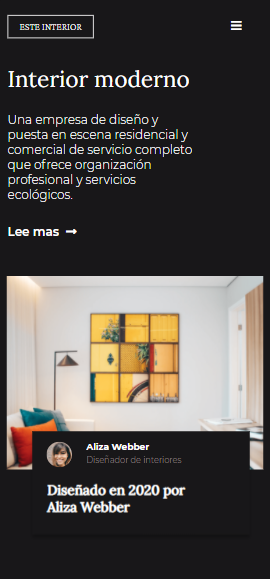 ESTE INTERIOR
Interior moderno
Una empresa de diseño y
puesta en escena residencial y
comercial de servicio completo
que ofrece organización
profesional y servicios
ecológicos.
Lee mas
Aliza Webber
Diseñador de interiores
Diseñado en 2020 por
Aliza Webber